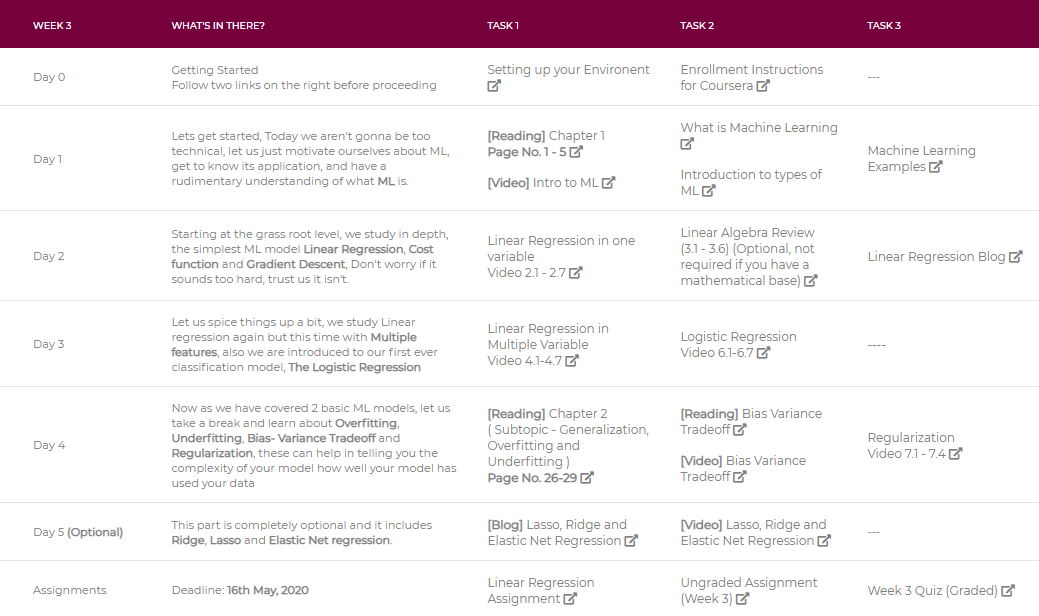 WEEK 3 WHAT'S IN THERE? TASK 1 TASK 2 TASK 3
Day 0
Getting Started
Follow two links on the right before proceeding
Setting up your Environent
Enrollment Instructions
for Coursera
---
Day 1
Lets get started, Today we aren't gonna be too
technical, let us just motivate ourselves about ML,
get to know its application, and have a
rudimentary understanding of what ML is.
[Reading] Chapter 1
Page No. 1 - 5
[Video] Intro to ML
What is Machine Learning
Introduction to types of
ML
Machine Learning
Examples
Day 2
Starting at the grass root level, we study in depth,
the simplest ML model Linear Regression, Cost
function and Gradient Descent, Don't worry if it
sounds too hard, trust us it isn't.
Linear Regression in one
variable
Video 2.1 - 2.7
Linear Algebra Review
(3.1 - 3.6) (Optional, not
required if you have a
mathematical base)
Linear Regression Blog
Day 3
Let us spice things up a bit, we study Linear
regression again but this time with Multiple
features, also we are introduced to our first ever
classification model, The Logistic Regression
Linear Regression in
Multiple Variable
Video 4.1-4.7
Logistic Regression
Video 6.1-6.7
----
Day 4
Now as we have covered 2 basic ML models, let us
take a break and learn about Overfitting,
Underfitting, Bias- Variance Tradeoff and
Regularization, these can help in telling you the
complexity of your model how well your model has
used your data
[Reading] Chapter 2
( Subtopic - Generalization,
Overfitting and
Underfitting )
Page No. 26-29
[Reading] Bias Variance
Tradeoff
[Video] Bias Variance
Tradeoff
Regularization
Video 7.1 - 7.4
Day 5 (Optional)
This part is completely optional and it includes
Ridge, Lasso and Elastic Net regression.
[Blog] Lasso, Ridge and
Elastic Net Regression
[Video] Lasso, Ridge and
Elastic Net Regression
---
Assignments
Deadline: 16th May, 2020
Linear Regression
Assignment
Ungraded Assignment
(Week 3)
Week 3 Quiz (Graded)